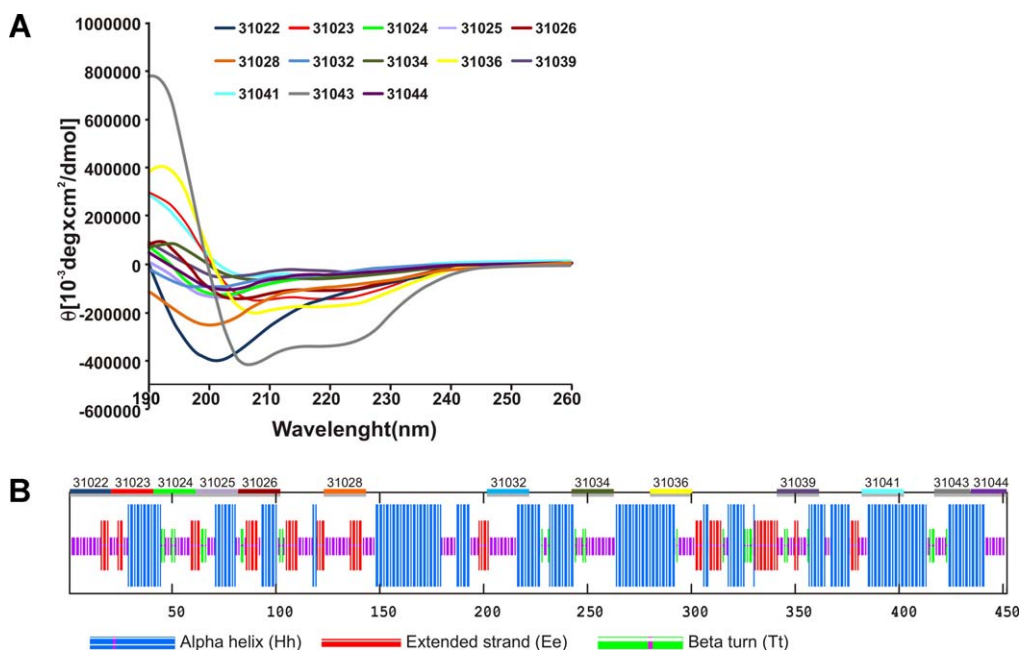 A
1000000
800000
600000
400000
200000
0
-200000
-400000
-600000
θ[10⁻³degxcm²/dmol]
31022 31023 31024 31025 31026
31028 31032 31034 31036 31039
31041 31043 31044
190 200 210 220 230 240 250 260
Wavelenght(nm)
B
31022 31023 31024 31025 31026 31028 31032 31034 31036 31039 31041 31043 31044
50 100 150 200 250 300 350 400 450
Alpha helix (Hh) Extended strand (Ee) Beta turn (Tt)